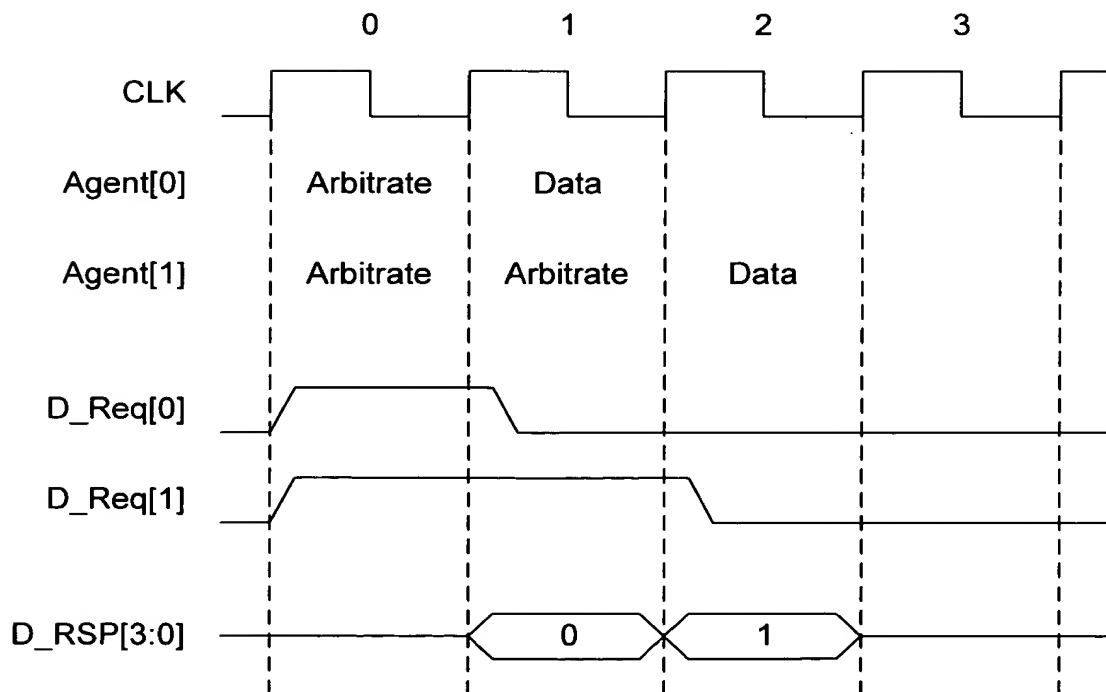 0 1 2 3
CLK
Agent[0] Arbitrate Data
Agent[1] Arbitrate Arbitrate Data
D_Req[0]
D_Req[1]
D_RSP[3:0] 0 1